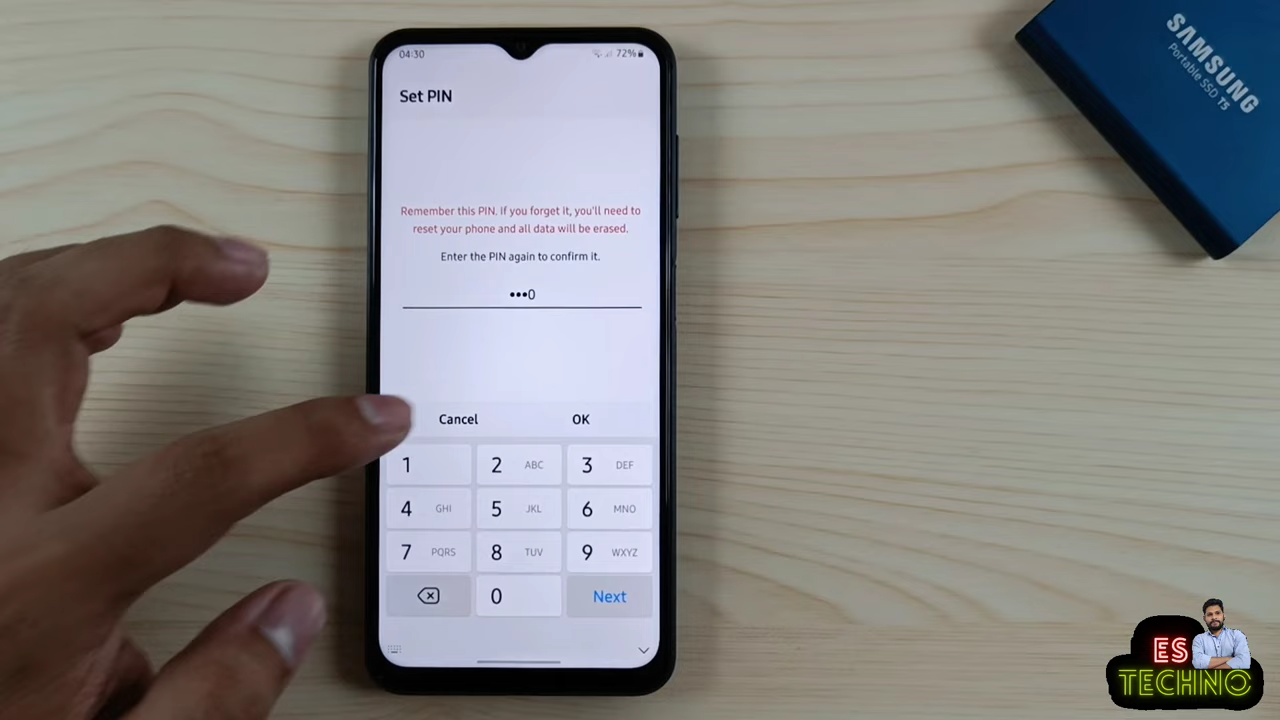 04:30
72%
Set PIN
Remember this PIN. If you forget it, you'll need to
reset your phone and all data will be erased.
Enter the PIN again to confirm it.
•••0
Cancel
OK
1
2 ABC
3 DEF
4 GHI
5 JKL
6 MNO
7 PQRS
8 TUV
9 WXYZ
0
Next
SAMSUNG
Portable SSD T5
ES
TECHNO